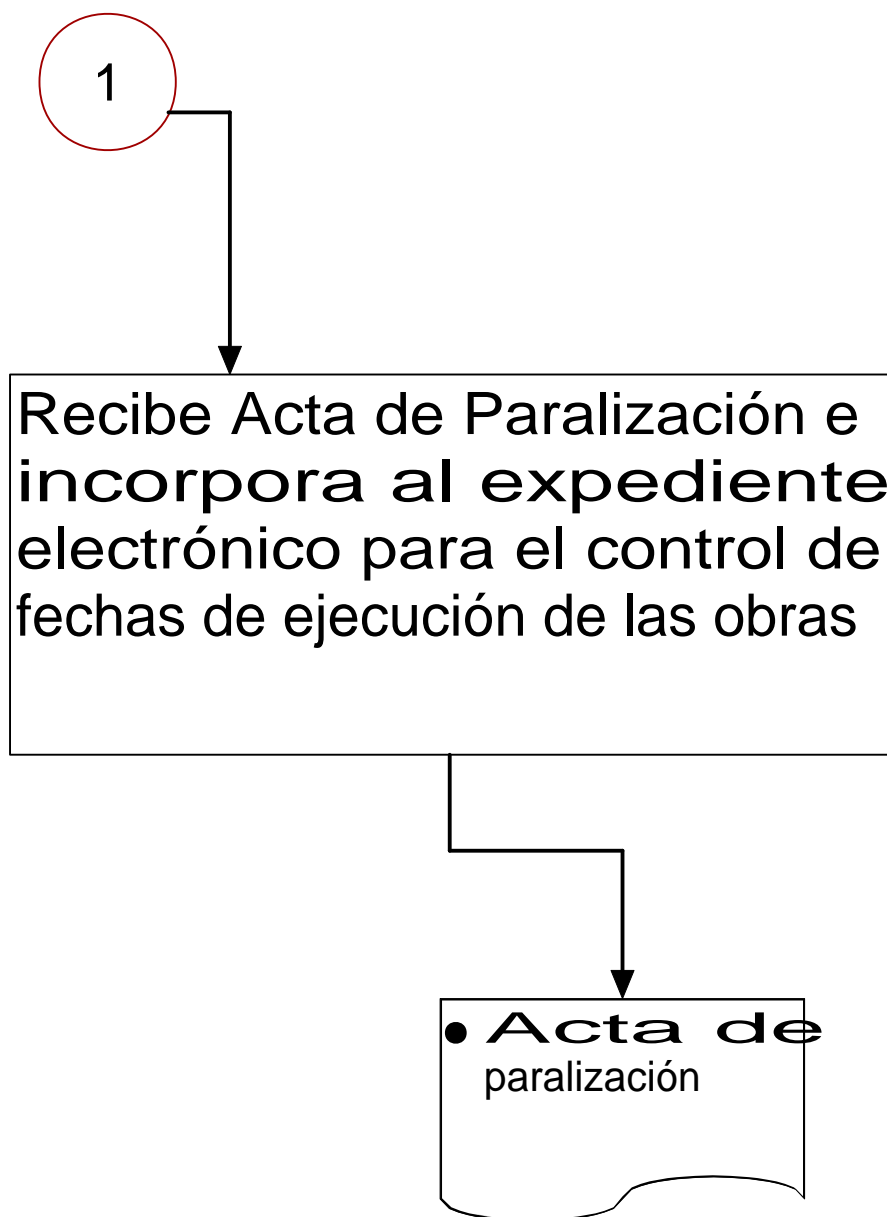 1
Recibe Acta de Paralización e
incorpora al expediente
electrónico para el control de
fechas de ejecución de las obras
• Acta de
paralización